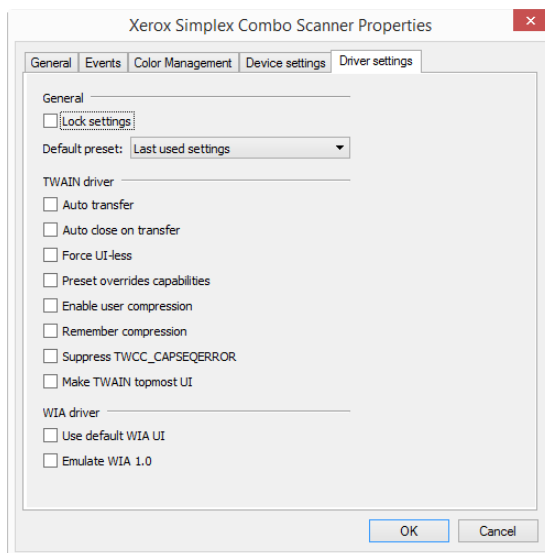 Xerox Simplex Combo Scanner Properties
General Events Color Management Device settings Driver settings
General
Lock settings
Default preset: Last used settings
TWAIN driver
Auto transfer
Auto close on transfer
Force UI-less
Preset overrides capabilities
Enable user compression
Remember compression
Suppress TWCC_CAPSEQERROR
Make TWAIN topmost UI
WIA driver
Use default WIA UI
Emulate WIA 1.0
OK Cancel